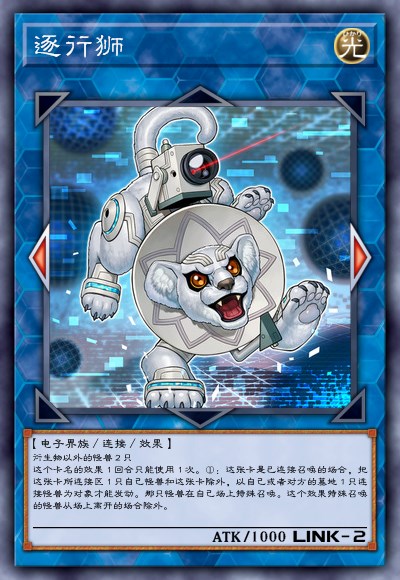 逐行狮
光
ひかり
【电子界族／连接／效果】
衍生物以外的怪兽２只
这个卡名的效果１回合只能使用１次。①：这张卡是已连接召唤的场合，把
这张卡所连接区１只自己怪兽和这张卡除外，以自己或者对方的墓地１只连
接怪兽为对象才能发动。那只怪兽在自己场上特殊召唤。这个效果特殊召唤
的怪兽从场上离开的场合除外。
ATK/1000 LINK-2